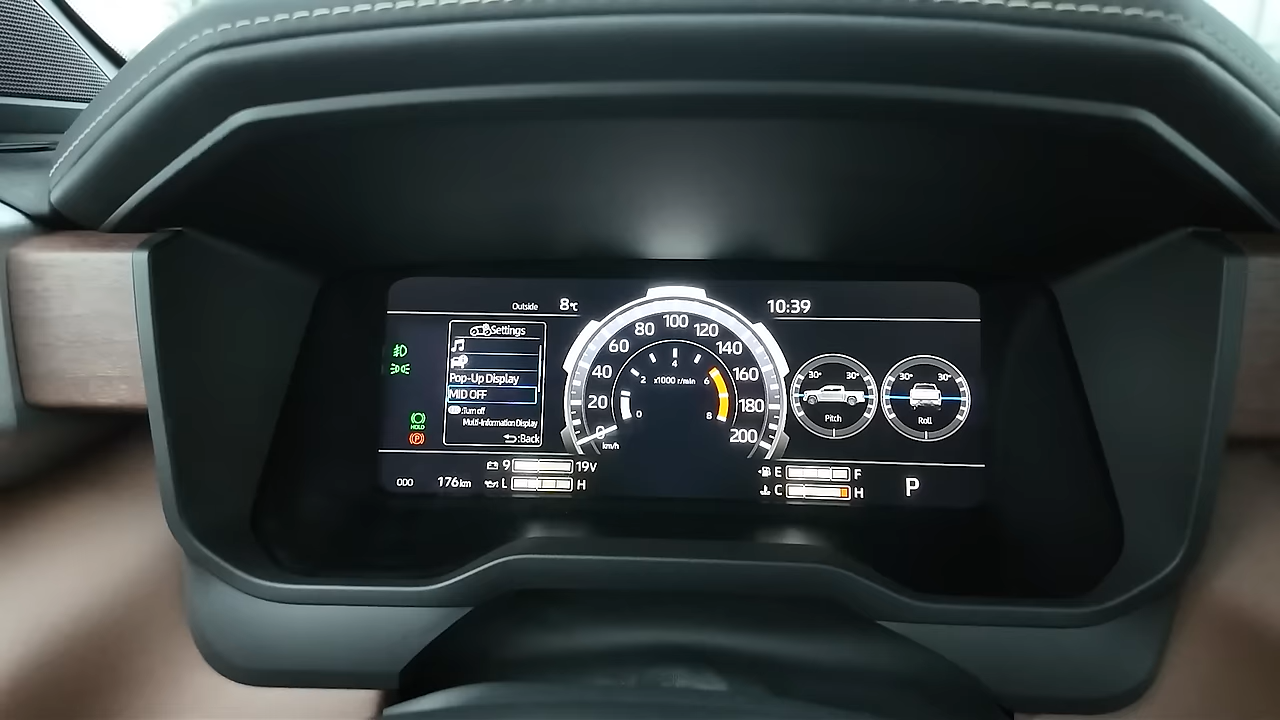 Outside 8℃
10:39
Settings
Pop-Up Display
MID OFF
:Turn off
Multi-Information Display
:Back
HOLD
(P)
0 20 40 60 80 100 120 140 160 180 200
km/h
0 2 4 6 8
x1000 r/min
30° 30°
Pitch
30° 30°
Roll
9 19V
L H
E F
C H
000 176km
P